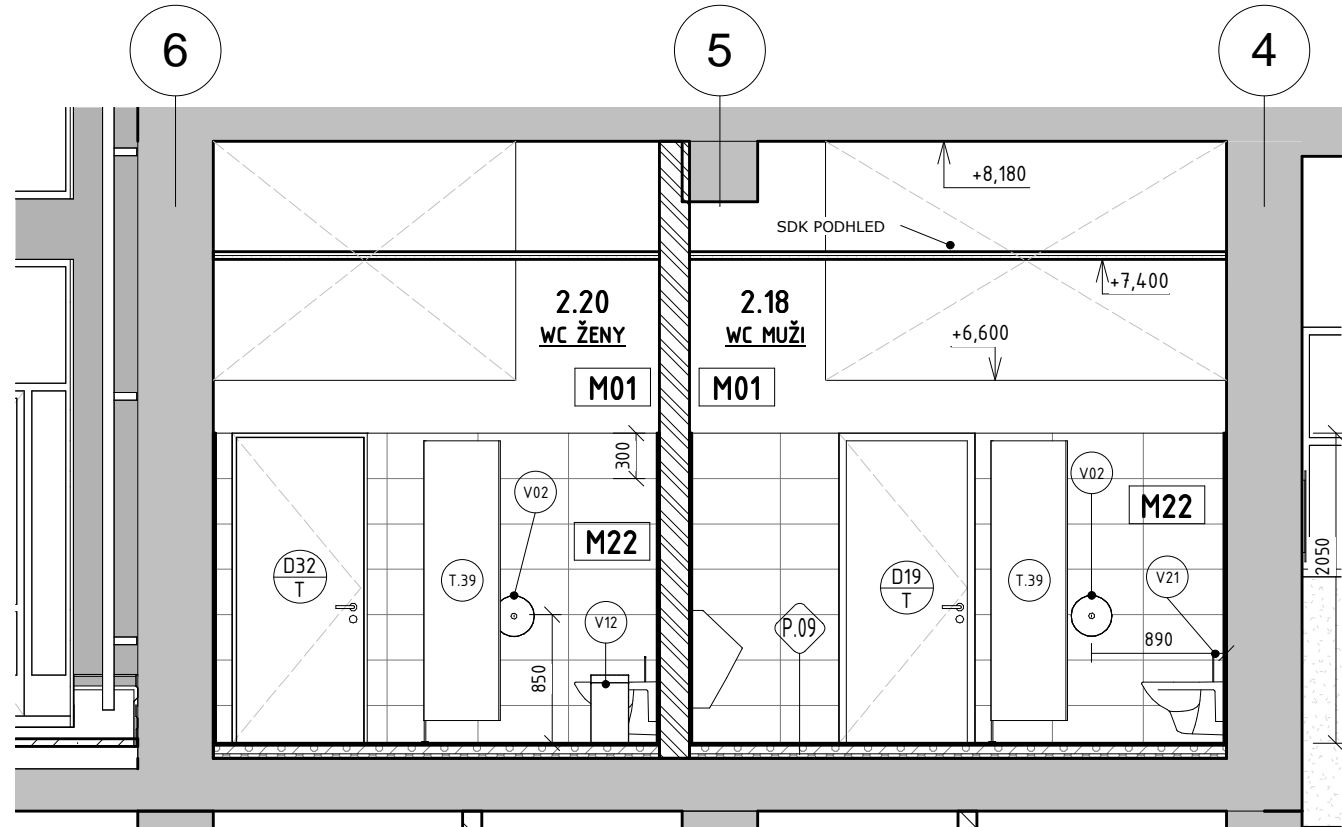 6
5
4
+8,180
SDK PODHLED
+7,400
2.20
WC ŽENY
2.18
WC MUŽI
+6,600
M01
M01
300
V02
V02
M22
M22
2050
D32
T
T.39
D19
T
T.39
V21
V12
P.09
890
850